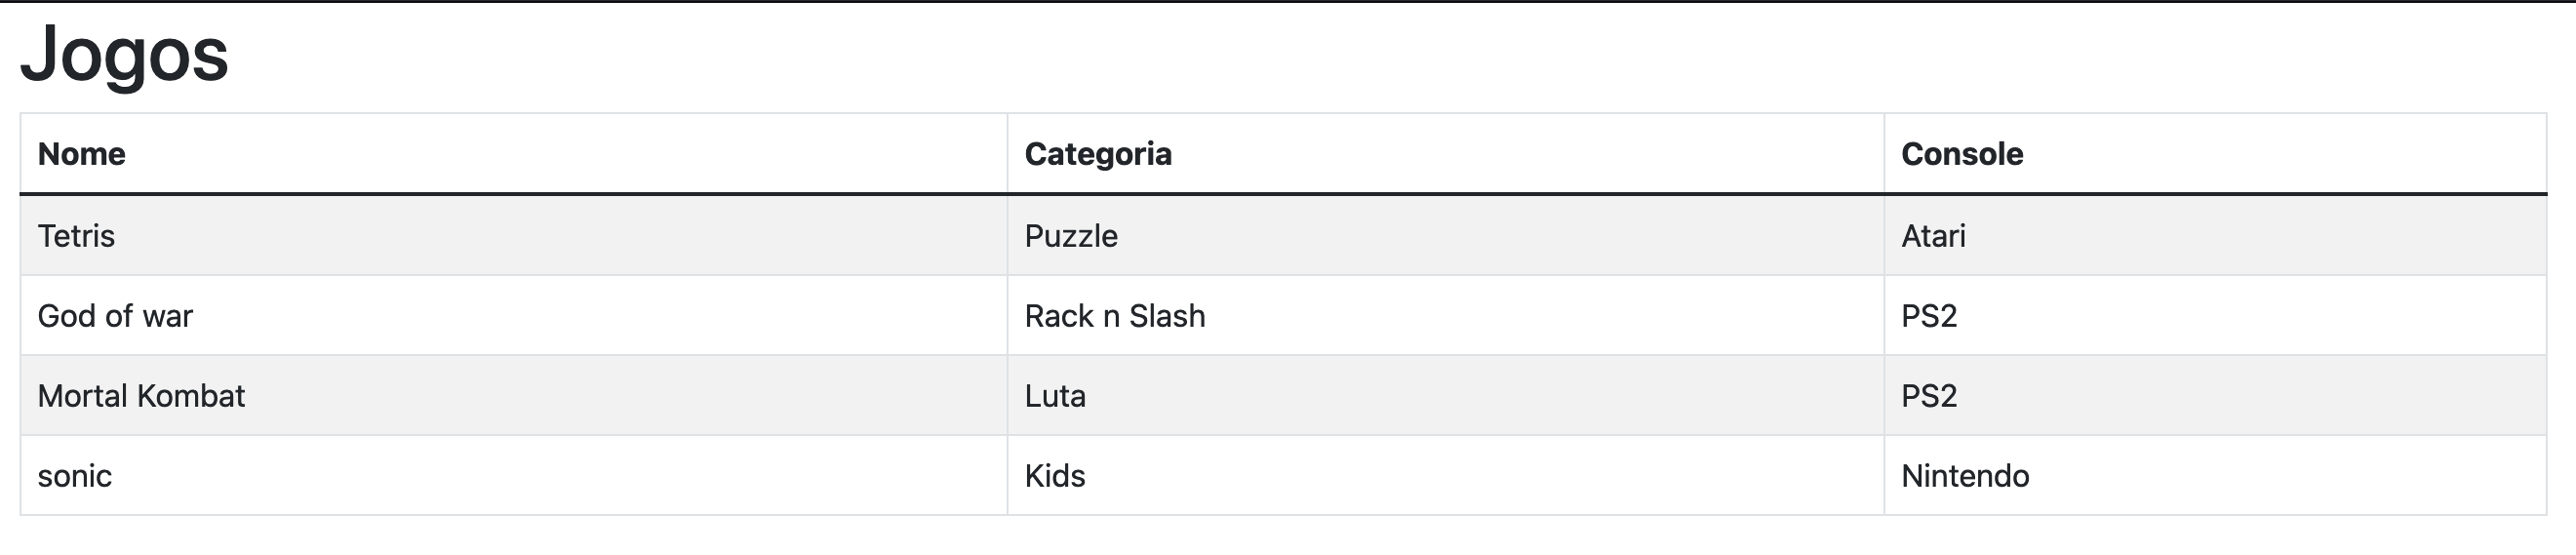 Jogos
Nome Categoria Console
Tetris Puzzle Atari
God of war Rack n Slash PS2
Mortal Kombat Luta PS2
sonic Kids Nintendo